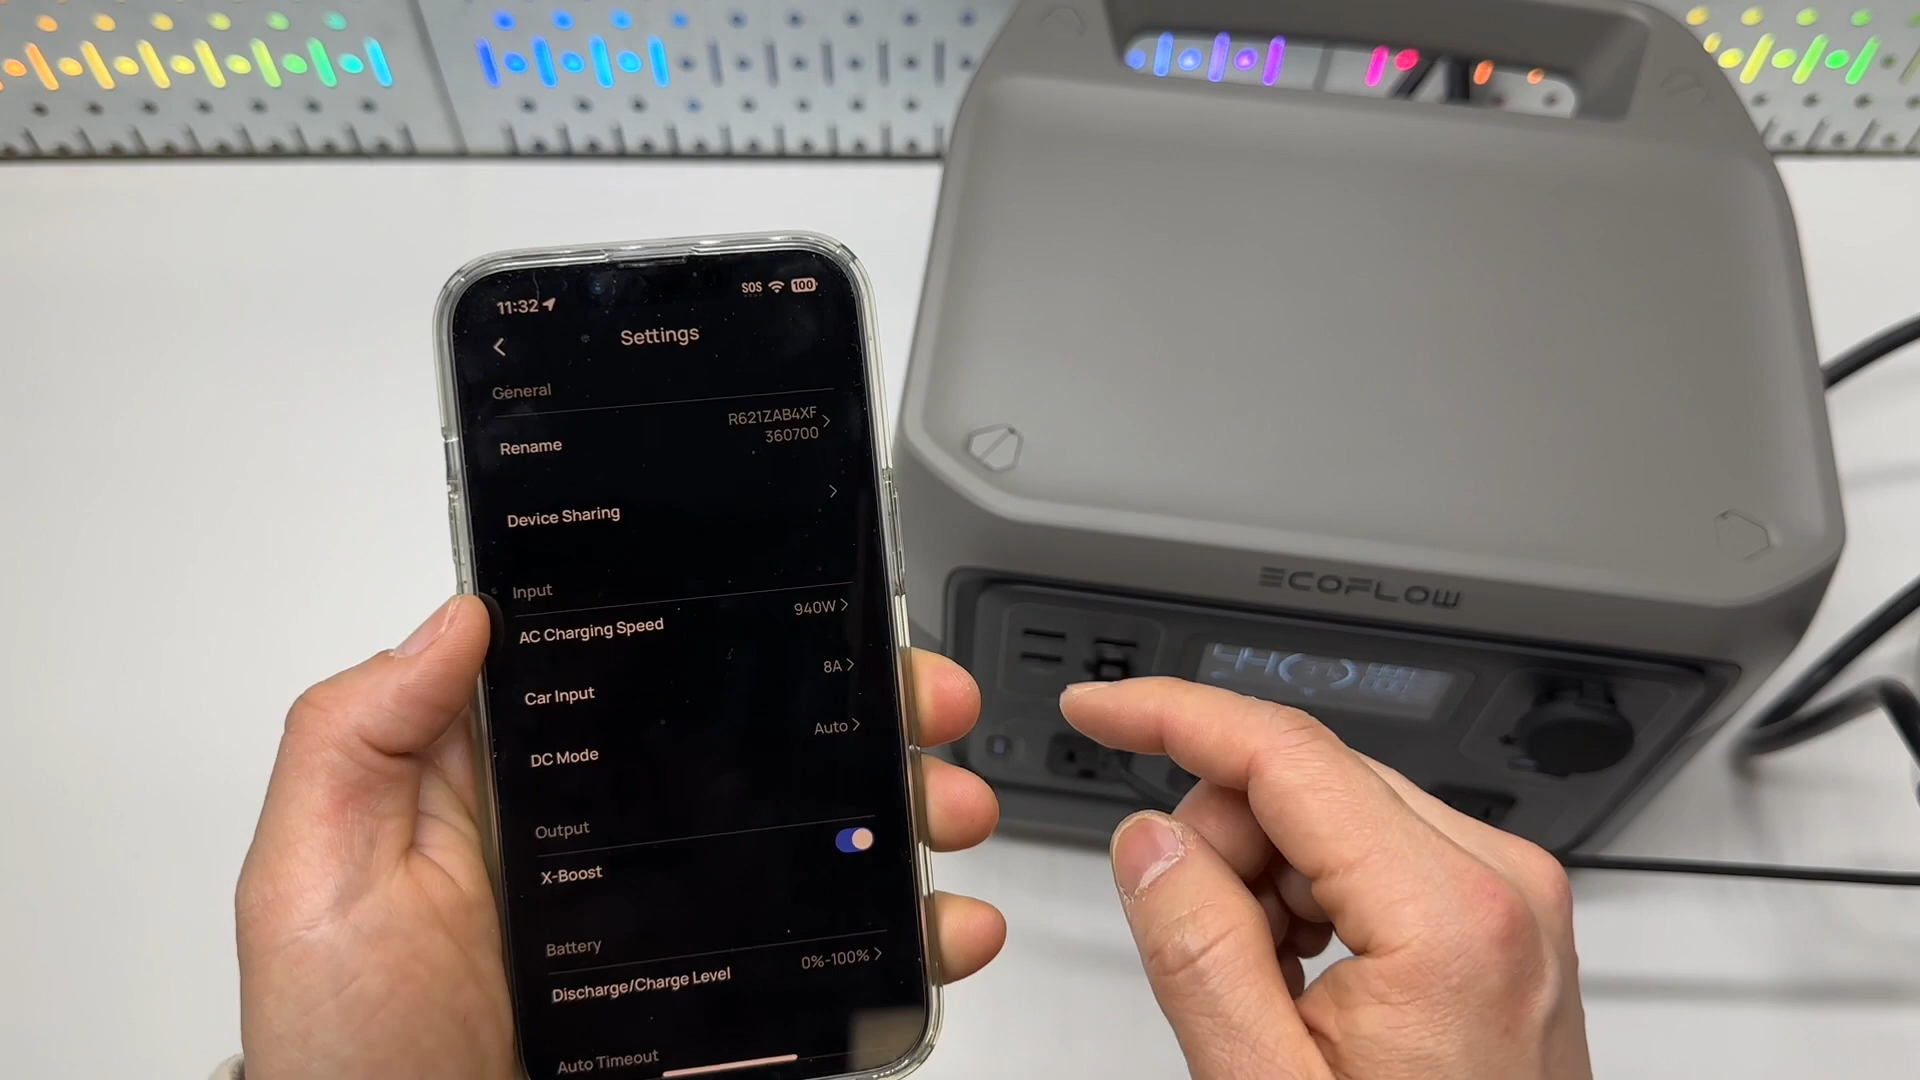 11:32
SOS
100
Settings
General
Rename
R621ZAB4XF
360700
Device Sharing
Input
AC Charging Speed
940W
Car Input
8A
DC Mode
Auto
Output
X-Boost
Battery
Discharge/Charge Level
0%-100%
Auto Timeout
ECOFLOW